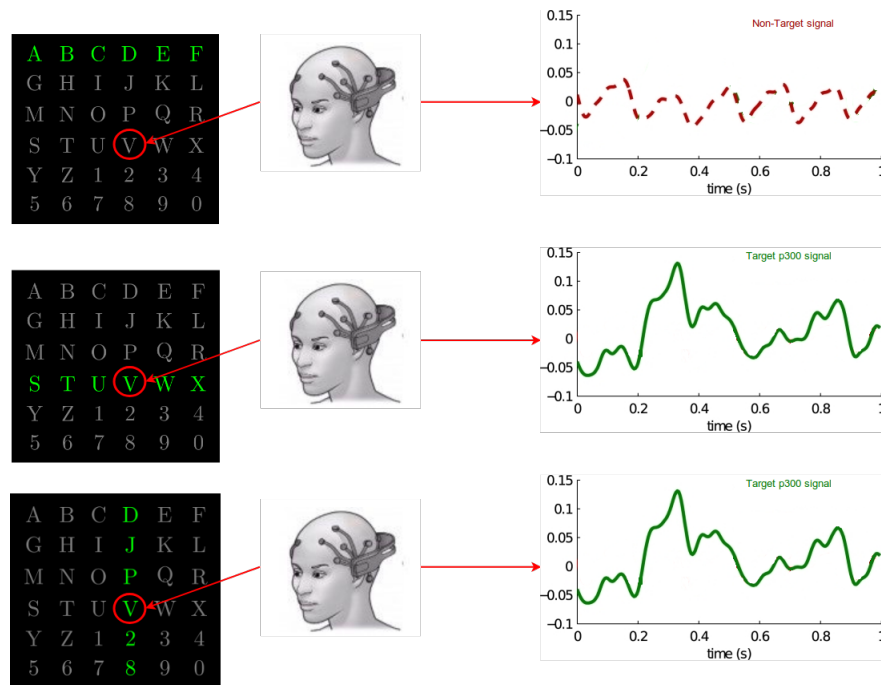 A B C D E F
G H I J K L
M N O P Q R
S T U V W X
Y Z 1 2 3 4
5 6 7 8 9 0
Non-Target signal
0.15
0.1
0.05
0
−0.05
−0.1
0 0.2 0.4 0.6 0.8 1
time (s)
A B C D E F
G H I J K L
M N O P Q R
S T U V W X
Y Z 1 2 3 4
5 6 7 8 9 0
Target p300 signal
0.15
0.1
0.05
0
−0.05
−0.1
0 0.2 0.4 0.6 0.8 1
time (s)
A B C D E F
G H I J K L
M N O P Q R
S T U V W X
Y Z 1 2 3 4
5 6 7 8 9 0
Target p300 signal
0.15
0.1
0.05
0
−0.05
−0.1
0 0.2 0.4 0.6 0.8 1
time (s)